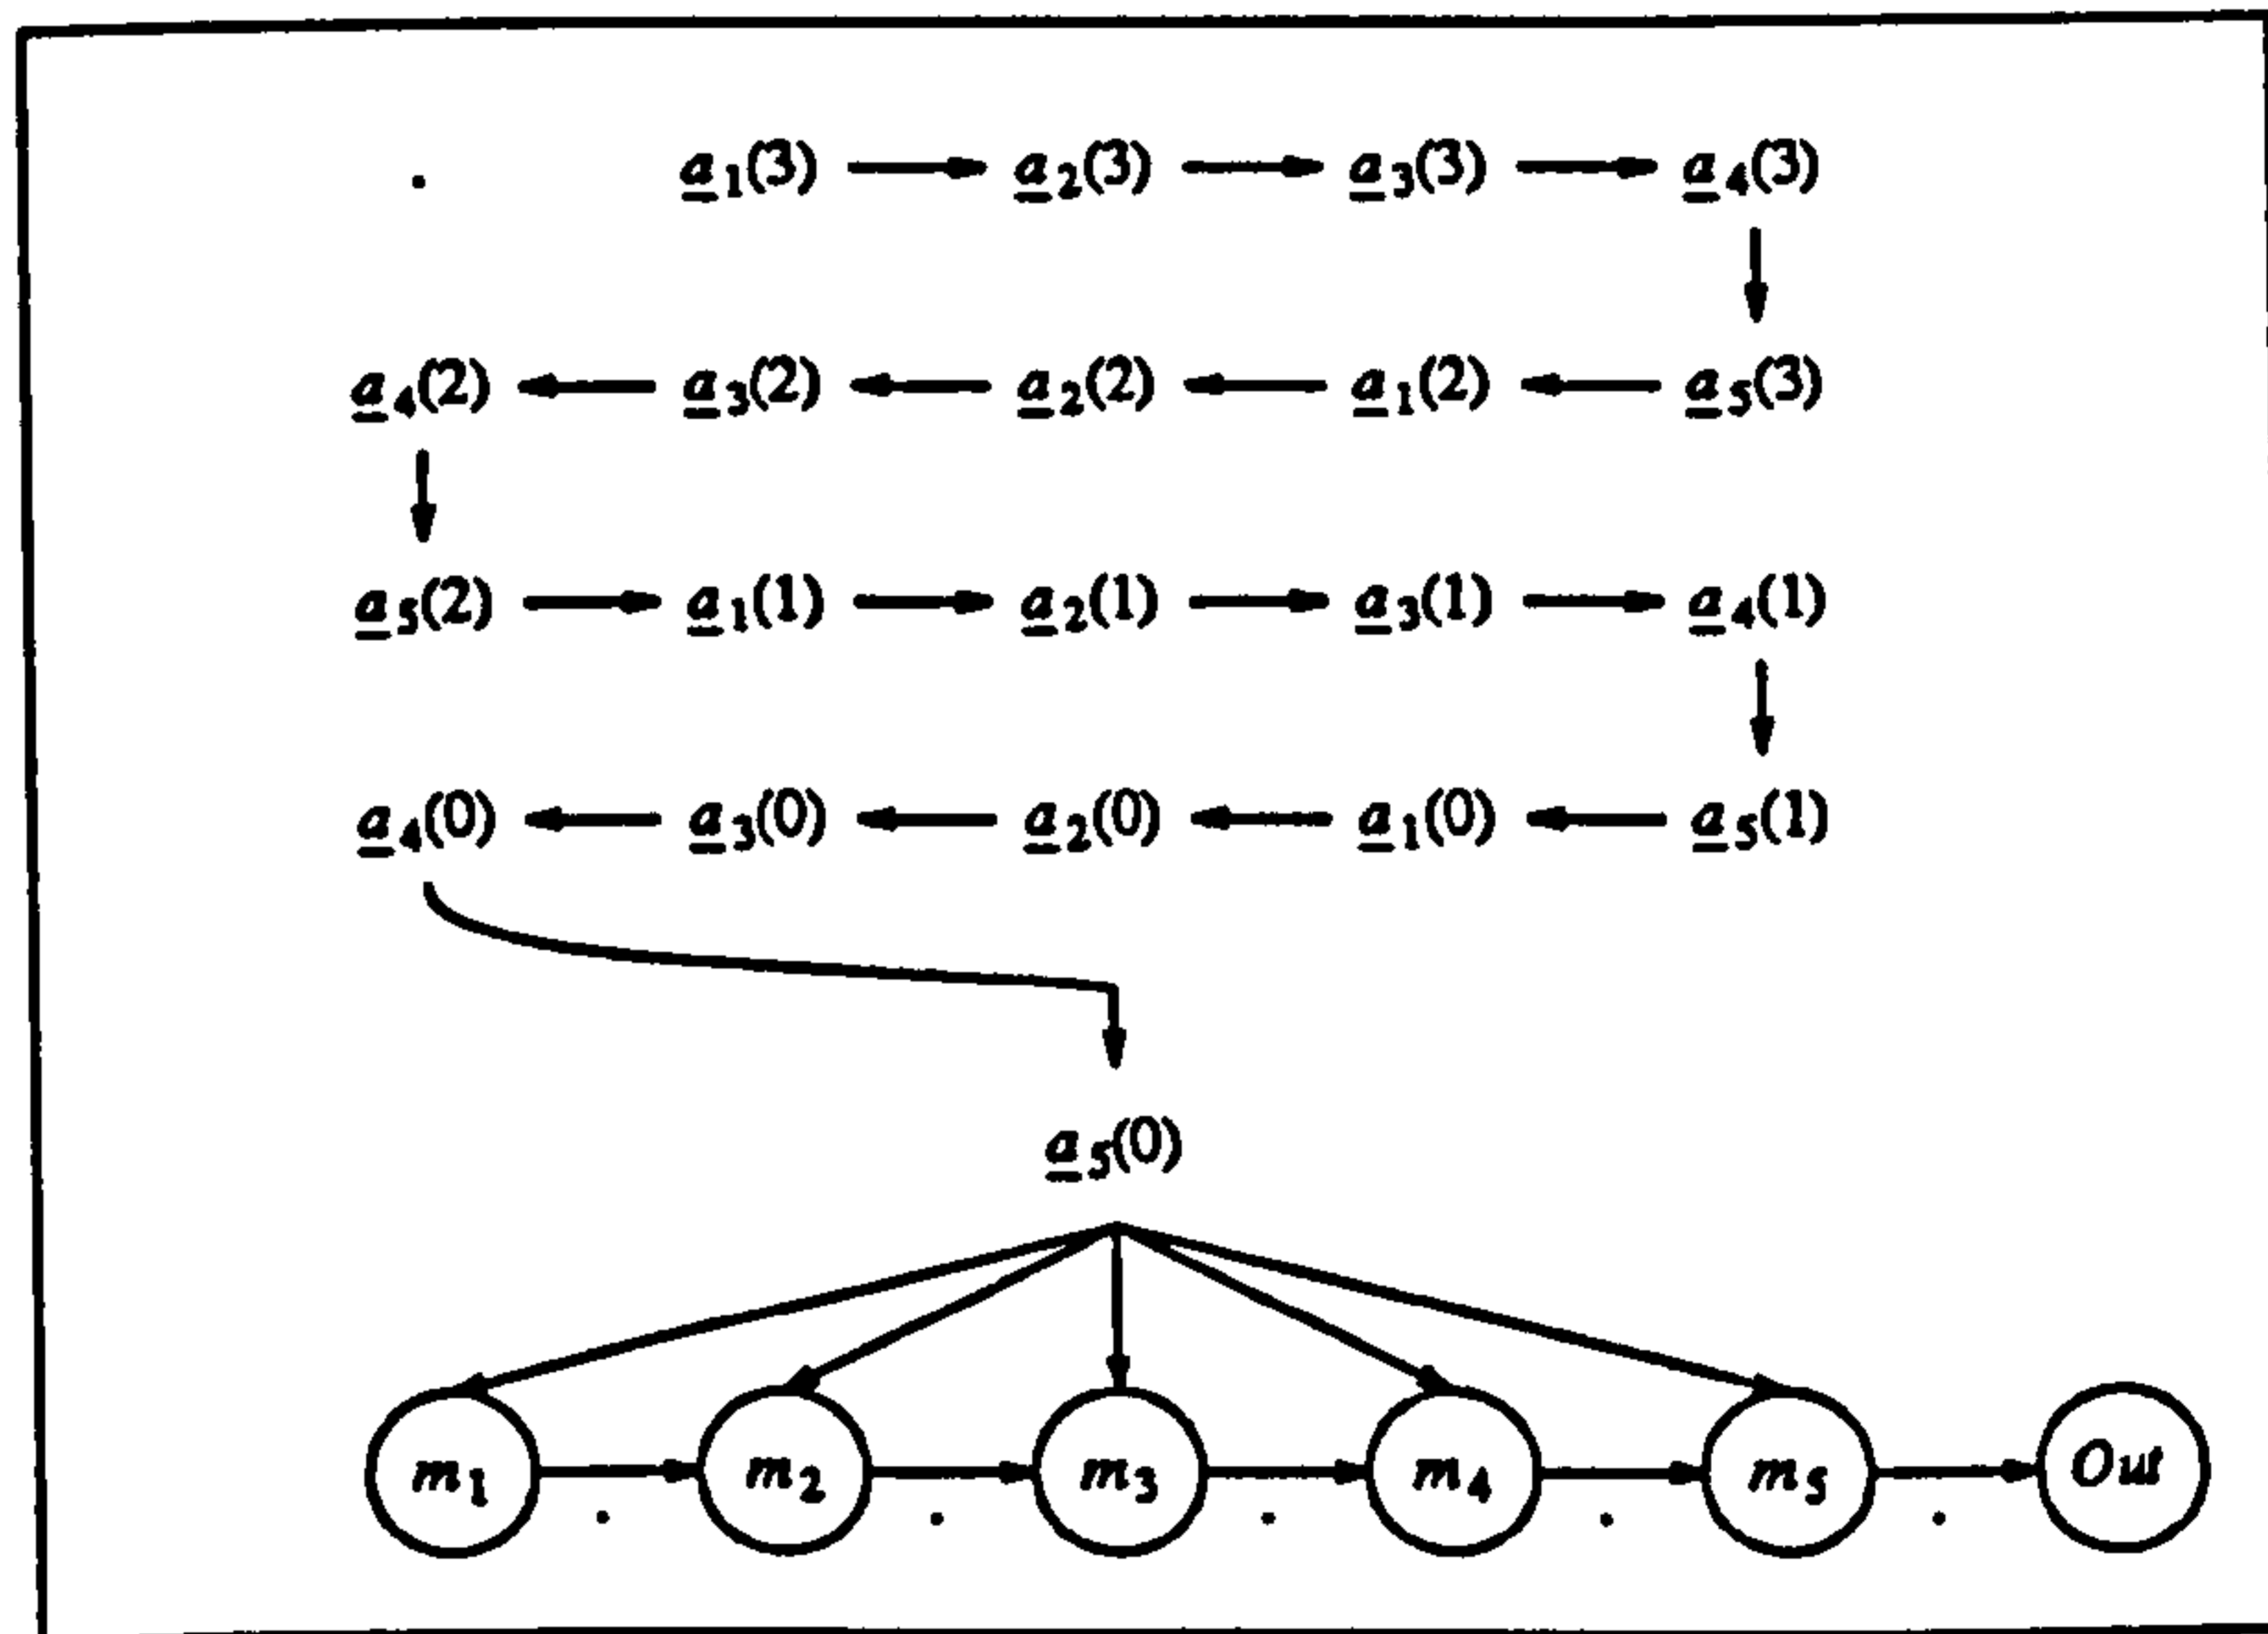 a1(3) a2(3) a3(3) a4(3)
a4(2) a3(2) a2(2) a1(2) a5(3)
a5(2) a1(1) a2(1) a3(1) a4(1)
a4(0) a3(0) a2(0) a1(0) a5(1)
a5(0)
m1 m2 m3 m4 m5 Out